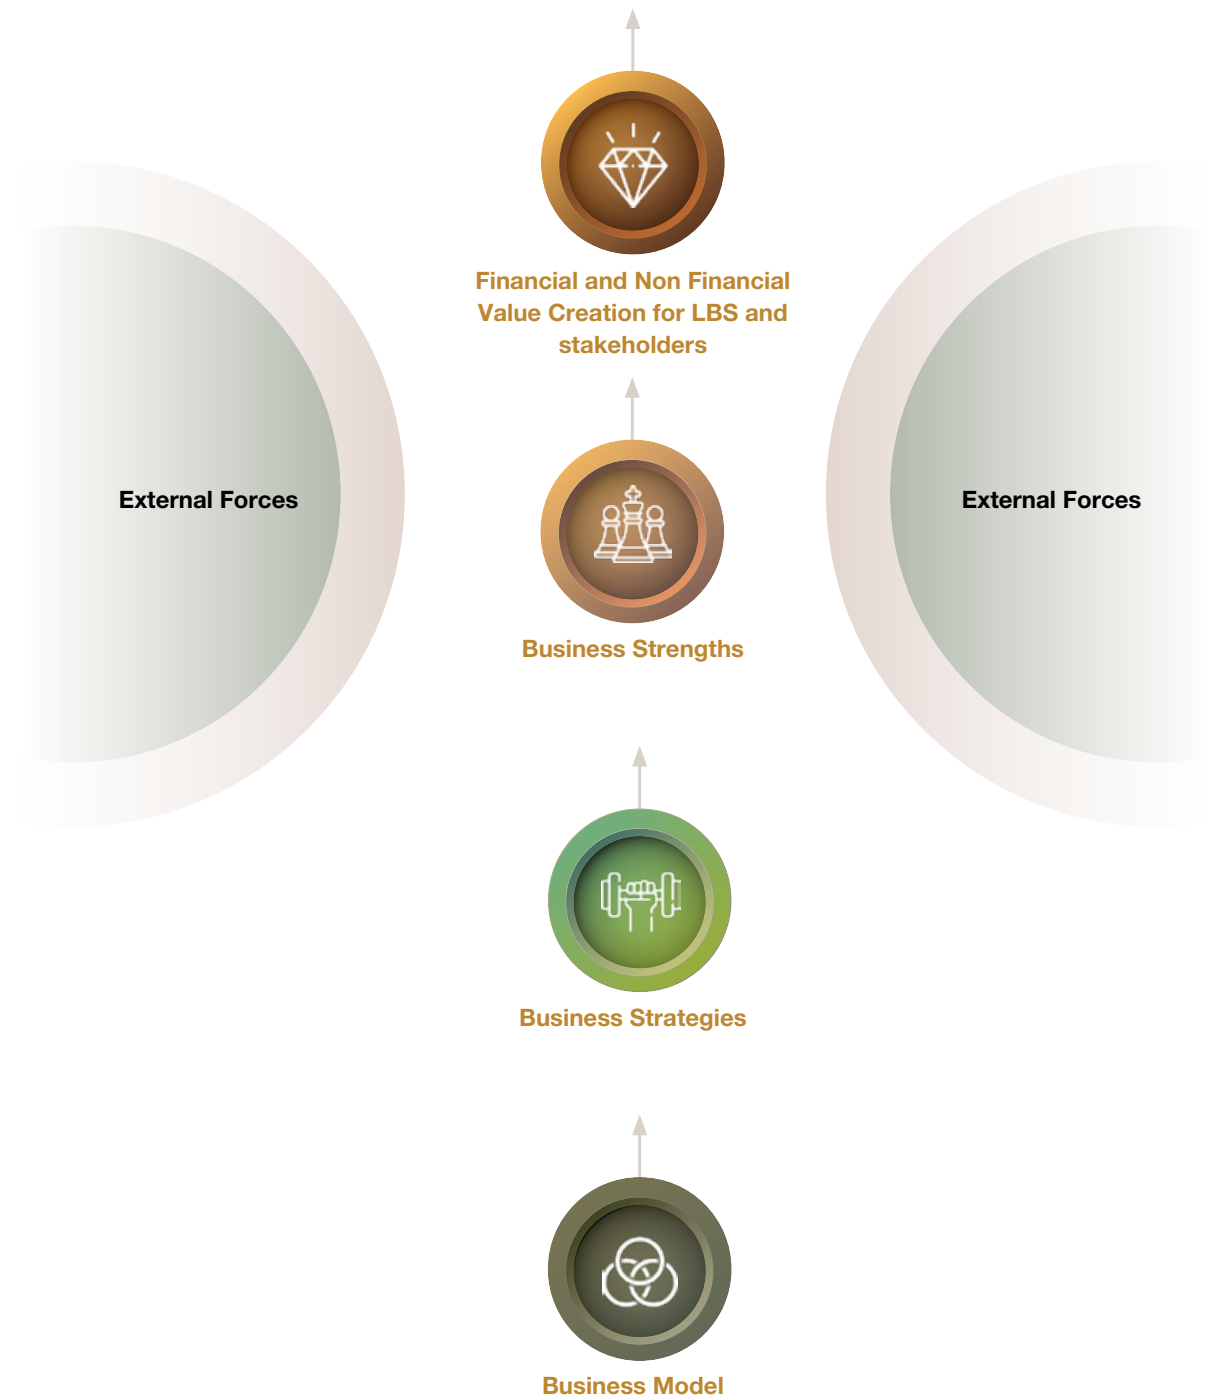 Financial and Non Financial
Value Creation for LBS and
stakeholders
External Forces
External Forces
Business Strengths
Business Strategies
Business Model